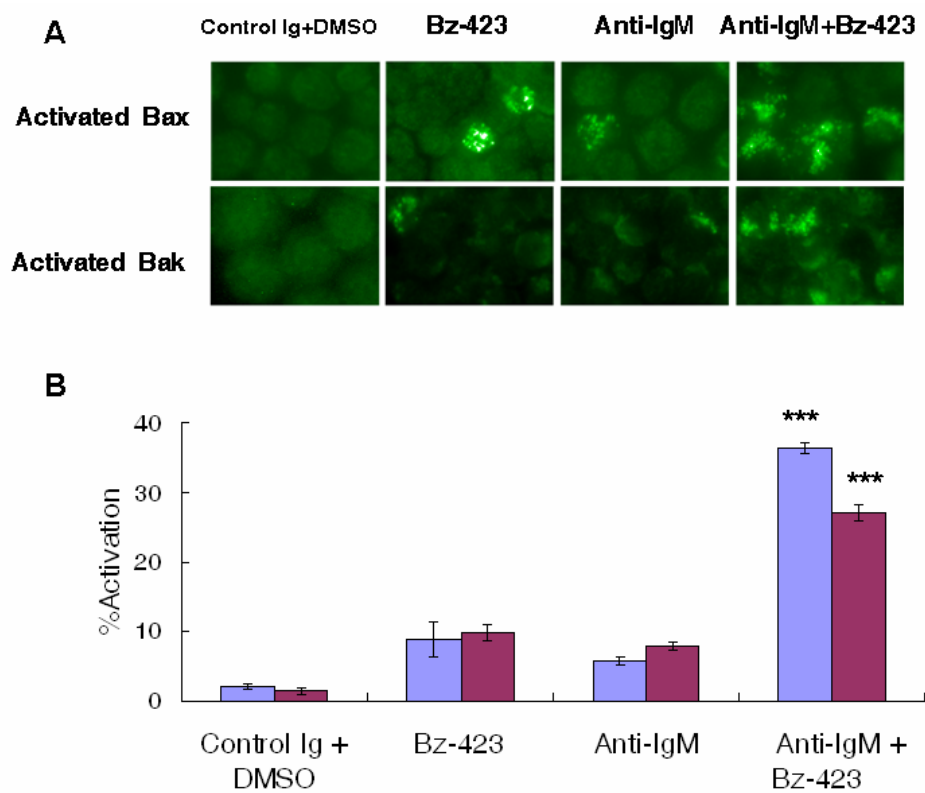 A
Control Ig+DMSO Bz-423 Anti-IgM Anti-IgM+Bz-423
Activated Bax
Activated Bak
B
%Activation
40
30
20
10
0
***
***
Control Ig + DMSO
Bz-423
Anti-IgM
Anti-IgM + Bz-423